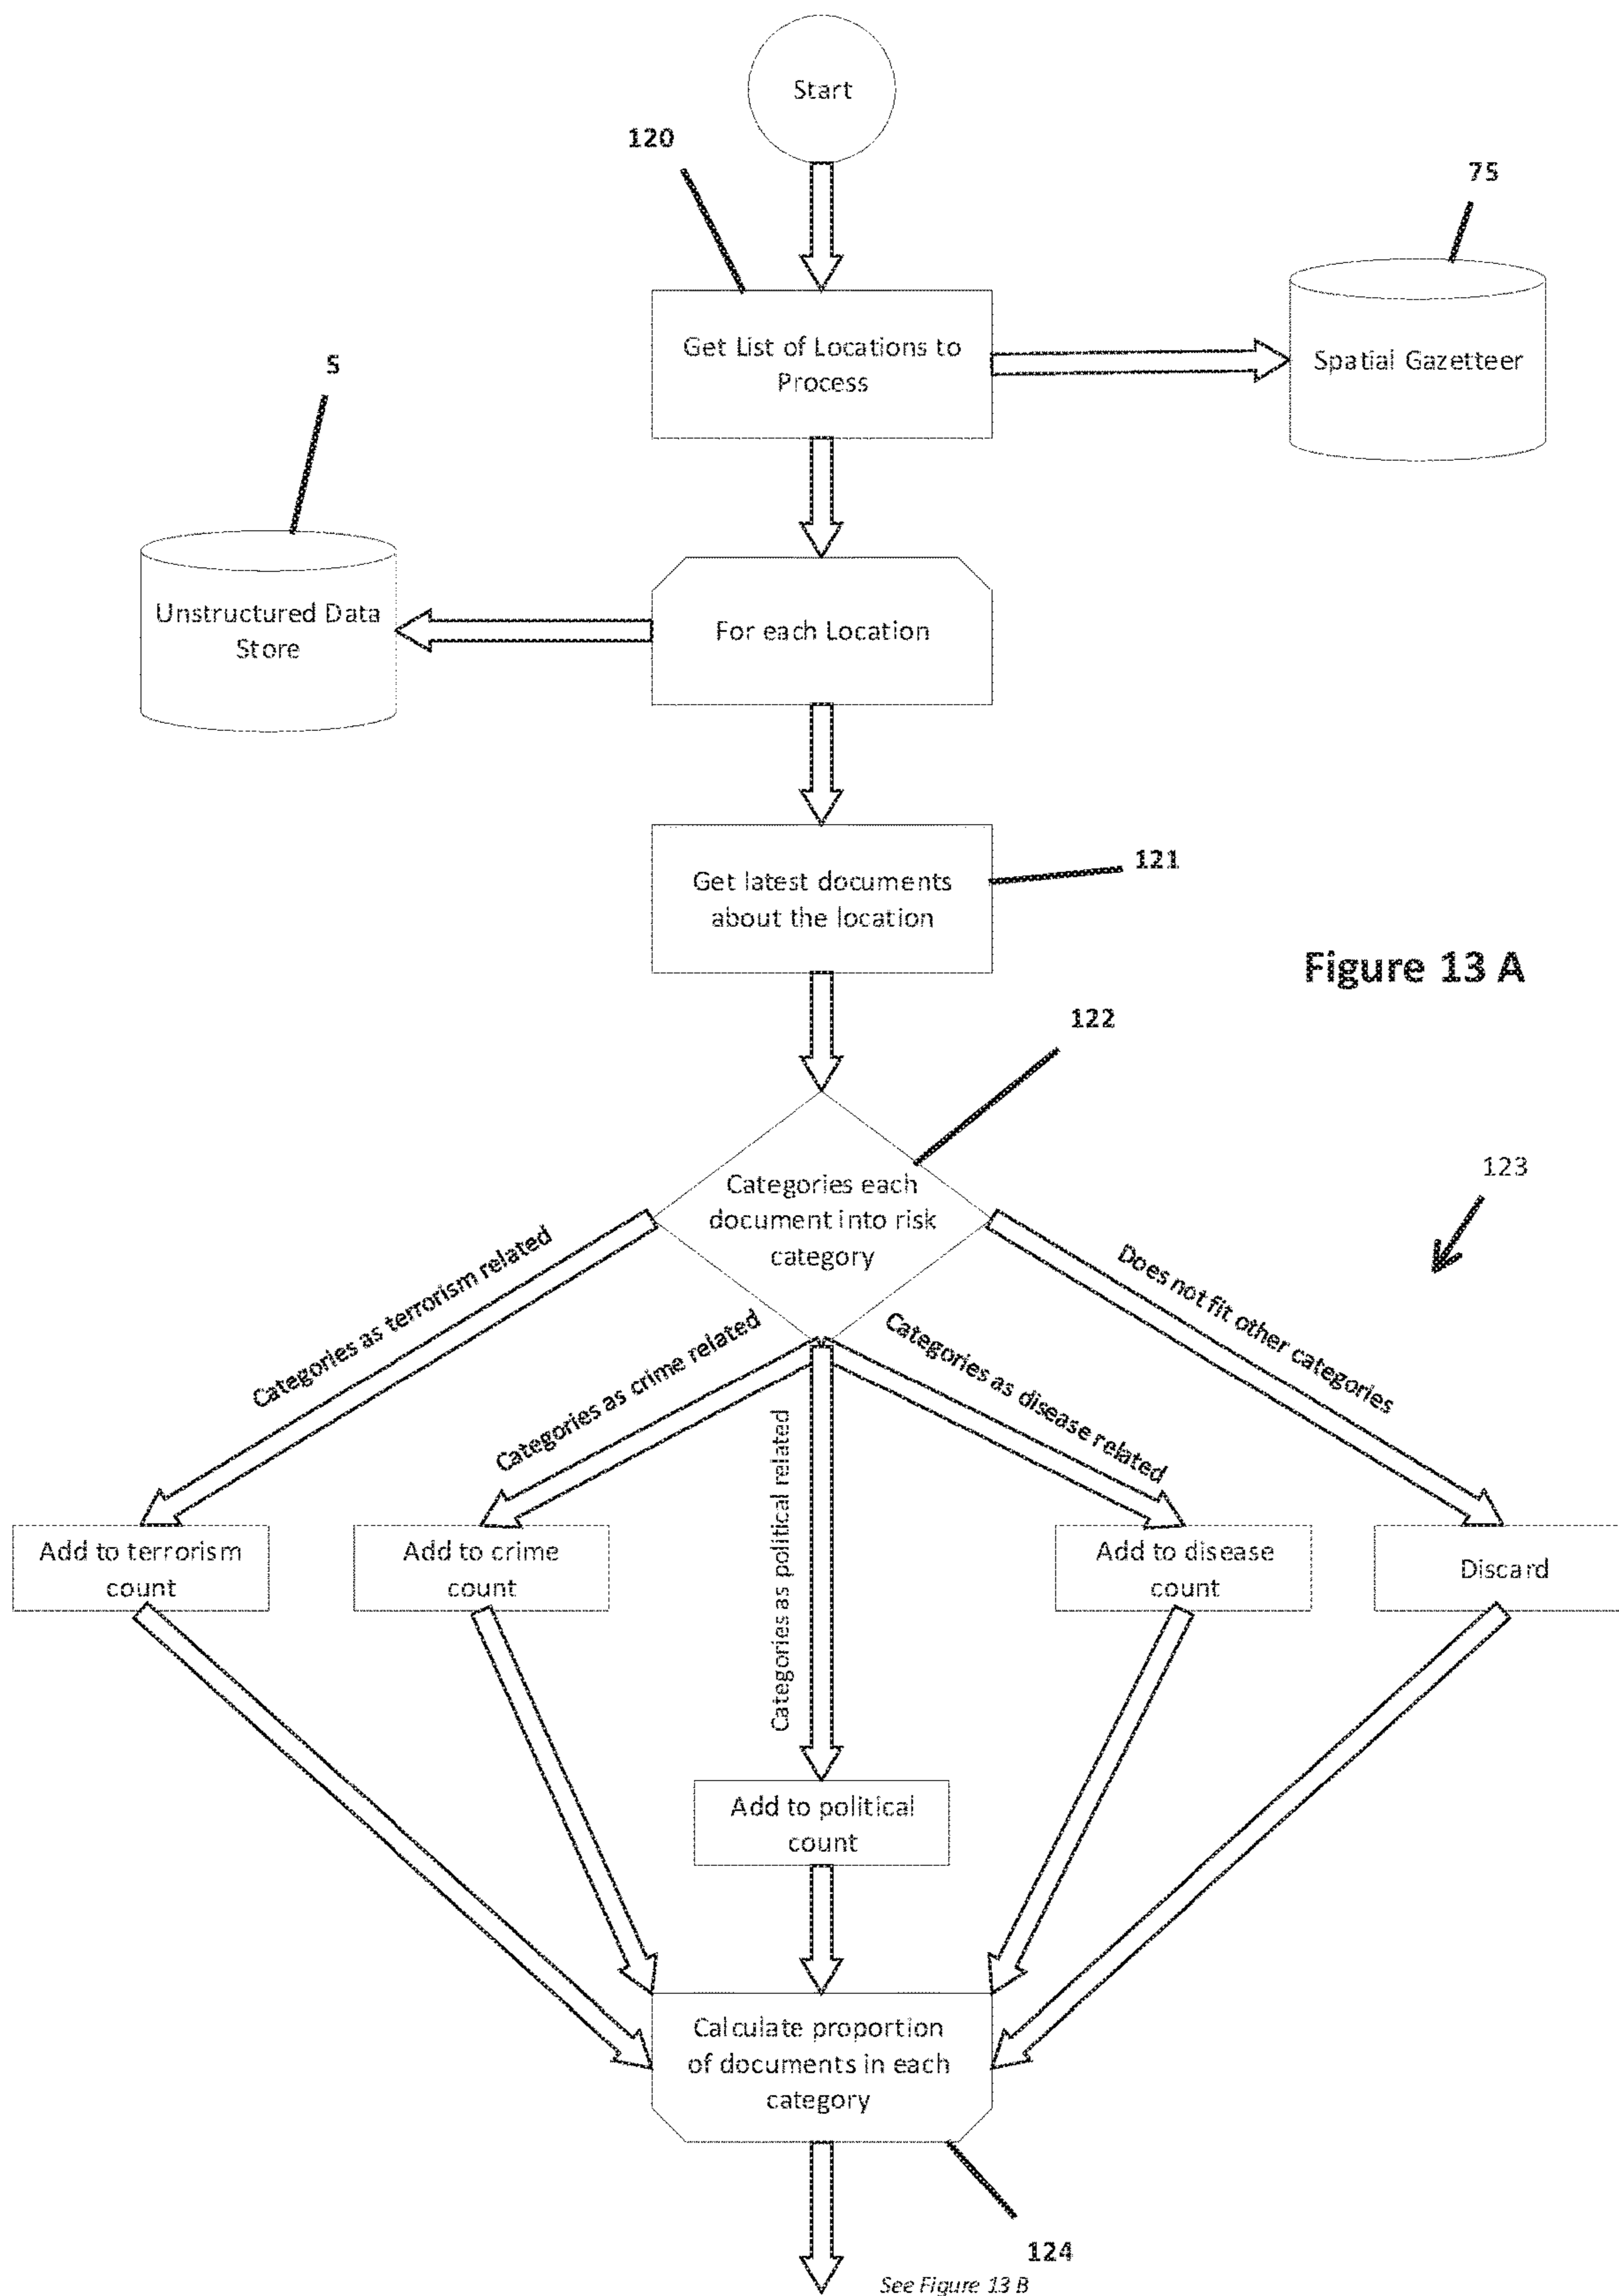 Start
120
75
Get List of Locations to
Process
Spatial Gazetteer
5
Unstructured Data
Store
For each Location
Get latest documents
about the location
121
Figure 13 A
122
Categories each
document into risk
category
123
Categories as terrorism related
Categories as crime related
Categories as political related
Categories as disease related
Does not fit other categories
Add to terrorism
count
Add to crime
count
Add to disease
count
Discard
Add to political
count
Calculate proportion
of documents in each
category
124
See Figure 13 B